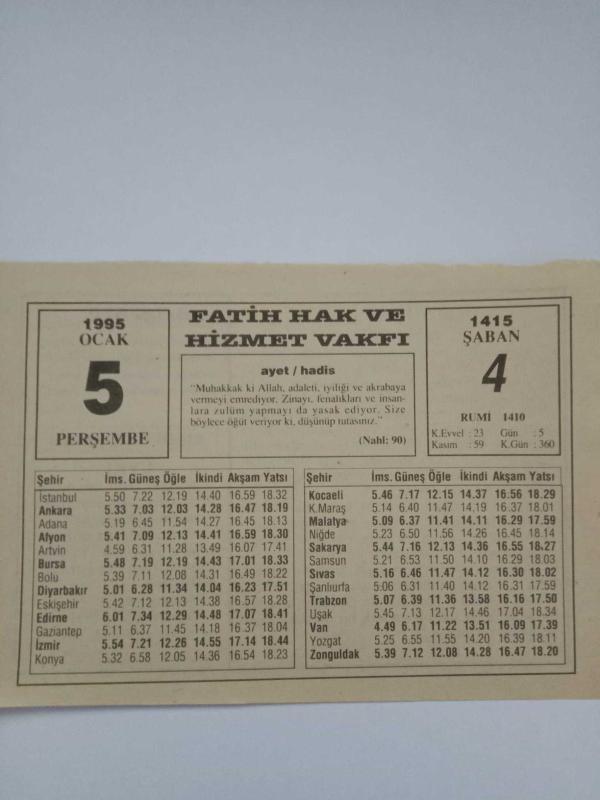 1995
OCAK
5
PERŞEMBE
FATİH HAK VE
HİZMET VAKFI
ayet / hadis
"Muhakkak ki Allah, adaleti, iyiliği ve akrabaya
vermeyi emrediyor. Zinayı, fenalıkları ve insan-
lara zulüm yapmayı da yasak ediyor. Size
böylece öğüt veriyor ki, düşünüp tutasınız."
(Nahl: 90)
1415
ŞABAN
4
RUMİ 1410
K.Evvel : 23 Gün : 5
Kasım : 59 K.Gün : 360
Şehir İms. Güneş Öğle İkindi Akşam Yatsı
İstanbul 5.50 7.22 12.19 14.40 16.59 18.32
Ankara 5.33 7.03 12.03 14.28 16.47 18.19
Adana 5.19 6.45 11.54 14.27 16.45 18.13
Afyon 5.41 7.09 12.13 14.41 16.59 18.30
Artvin 4.59 6.31 11.28 13.49 16.07 17.41
Bursa 5.48 7.19 12.19 14.43 17.01 18.33
Bolu 5.39 7.11 12.08 14.31 16.49 18.22
Diyarbakır 5.01 6.28 11.34 14.04 16.23 17.51
Eskişehir 5.42 7.12 12.13 14.38 16.57 18.28
Edirne 6.01 7.34 12.29 14.48 17.07 18.41
Gaziantep 5.11 6.37 11.45 14.18 16.37 18.04
İzmir 5.54 7.21 12.26 14.55 17.14 18.44
Konya 5.32 6.58 12.05 14.36 16.54 18.23
Şehir İms. Güneş Öğle İkindi Akşam Yatsı
Kocaeli 5.46 7.17 12.15 14.37 16.56 18.29
K.Maraş 5.14 6.40 11.47 14.19 16.37 18.01
Malatya 5.09 6.37 11.41 14.11 16.29 17.59
Niğde 5.23 6.50 11.56 14.26 16.45 18.14
Sakarya 5.44 7.16 12.13 14.36 16.55 18.27
Samsun 5.21 6.53 11.50 14.10 16.29 18.03
Sıvas 5.16 6.46 11.47 14.12 16.30 18.02
Şanlıurfa 5.06 6.31 11.40 14.12 16.31 17.59
Trabzon 5.07 6.39 11.36 13.58 16.16 17.50
Uşak 5.45 7.13 12.17 14.46 17.04 18.34
Van 4.49 6.17 11.22 13.51 16.09 17.39
Yozgat 5.25 6.55 11.55 14.20 16.39 18.11
Zonguldak 5.39 7.12 12.08 14.28 16.47 18.20